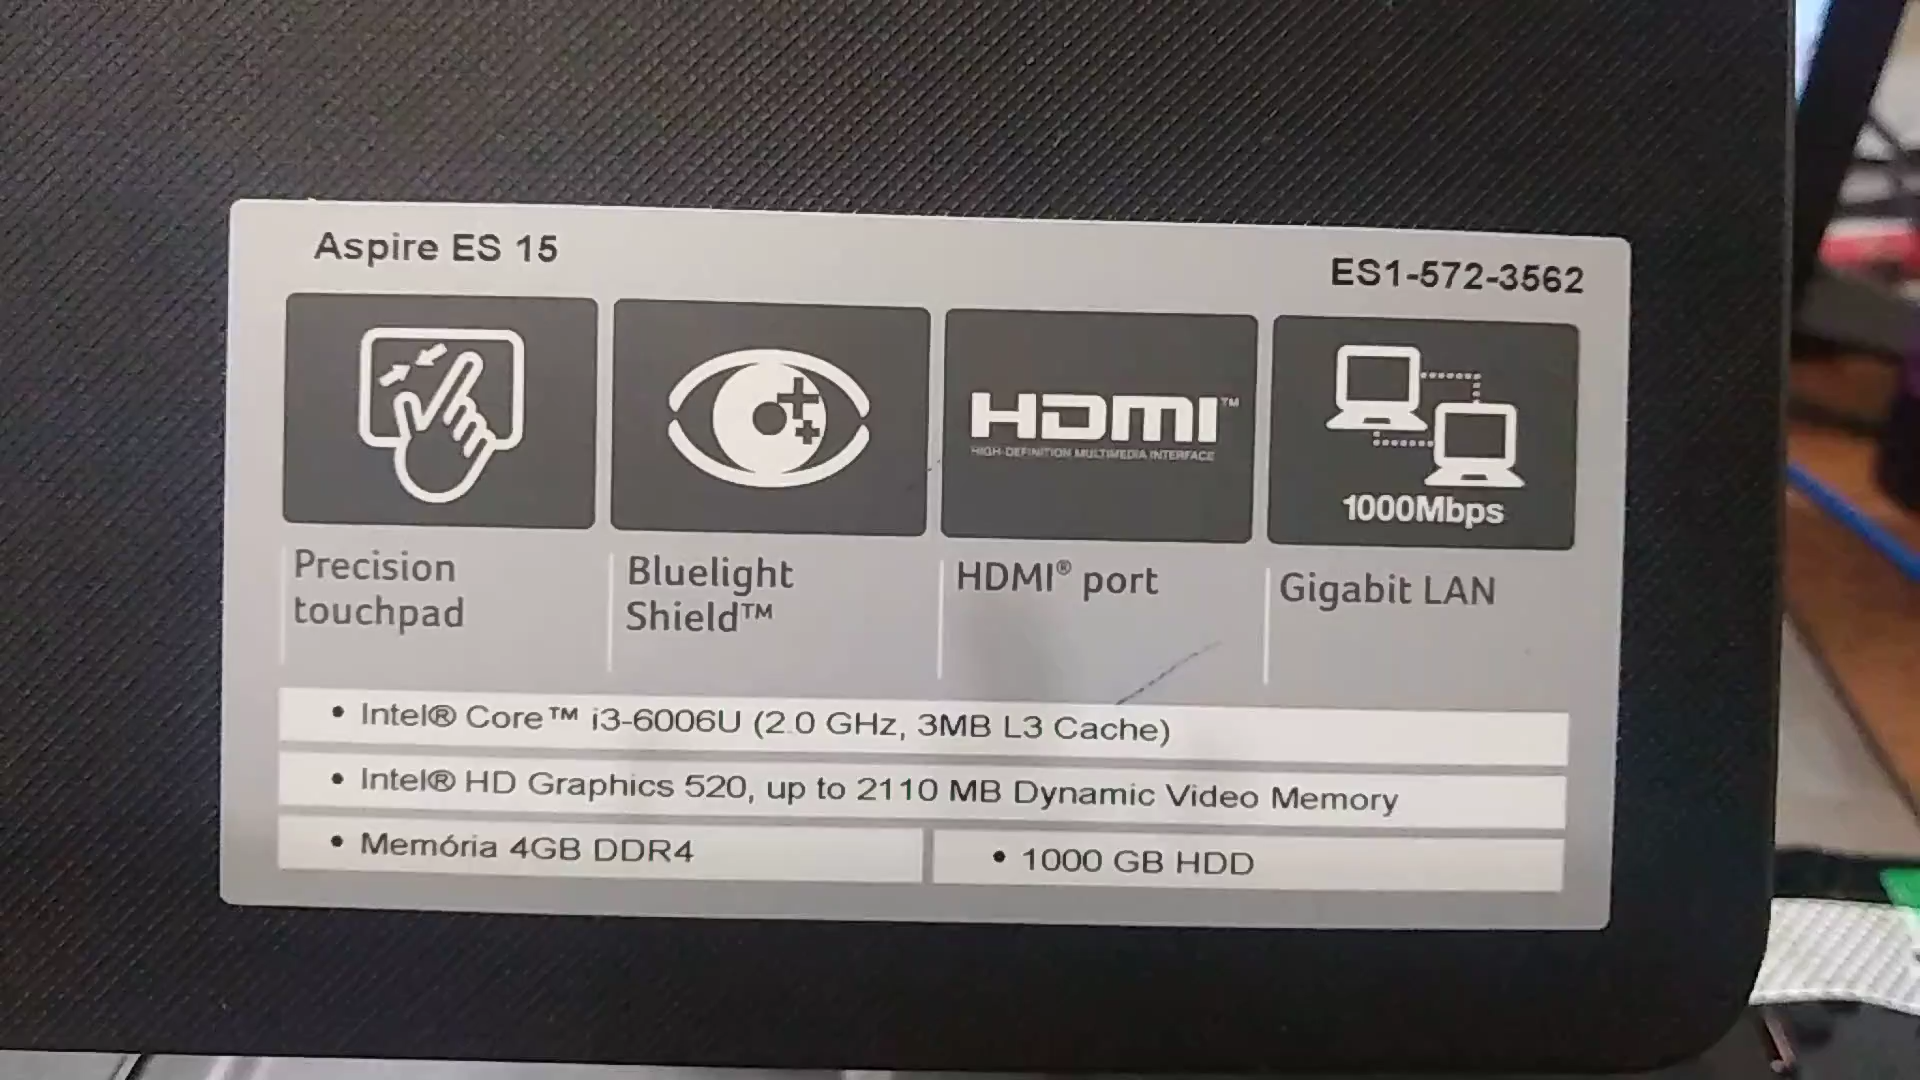 Aspire ES 15
ES1-572-3562
HDMI™
HIGH-DEFINITION MULTIMEDIA INTERFACE
1000Mbps
Precision
touchpad
Bluelight
Shield™
HDMI® port
Gigabit LAN
• Intel® Core™ i3-6006U (2.0 GHz, 3MB L3 Cache)
• Intel® HD Graphics 520, up to 2110 MB Dynamic Video Memory
• Memória 4GB DDR4
• 1000 GB HDD